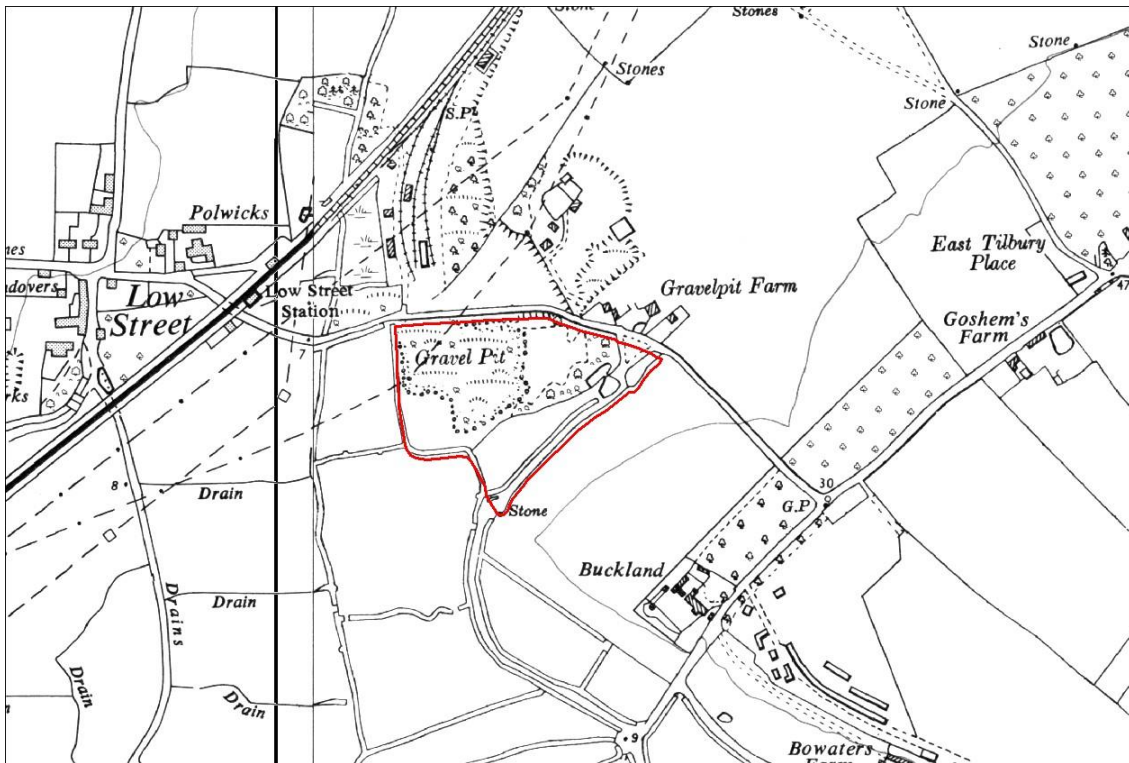 Stones
Stones
Stone
Stone
S.P
Polwicks
East Tilbury
Place
Low Street
Station
Low
Street
Gravelpit Farm
Goshem's
Farm
47
7
Gravel Pit
8
Drain
30
G.P
Stone
Buckland
Drains
Drain
Drain
Drain
9
Bowaters
Farm